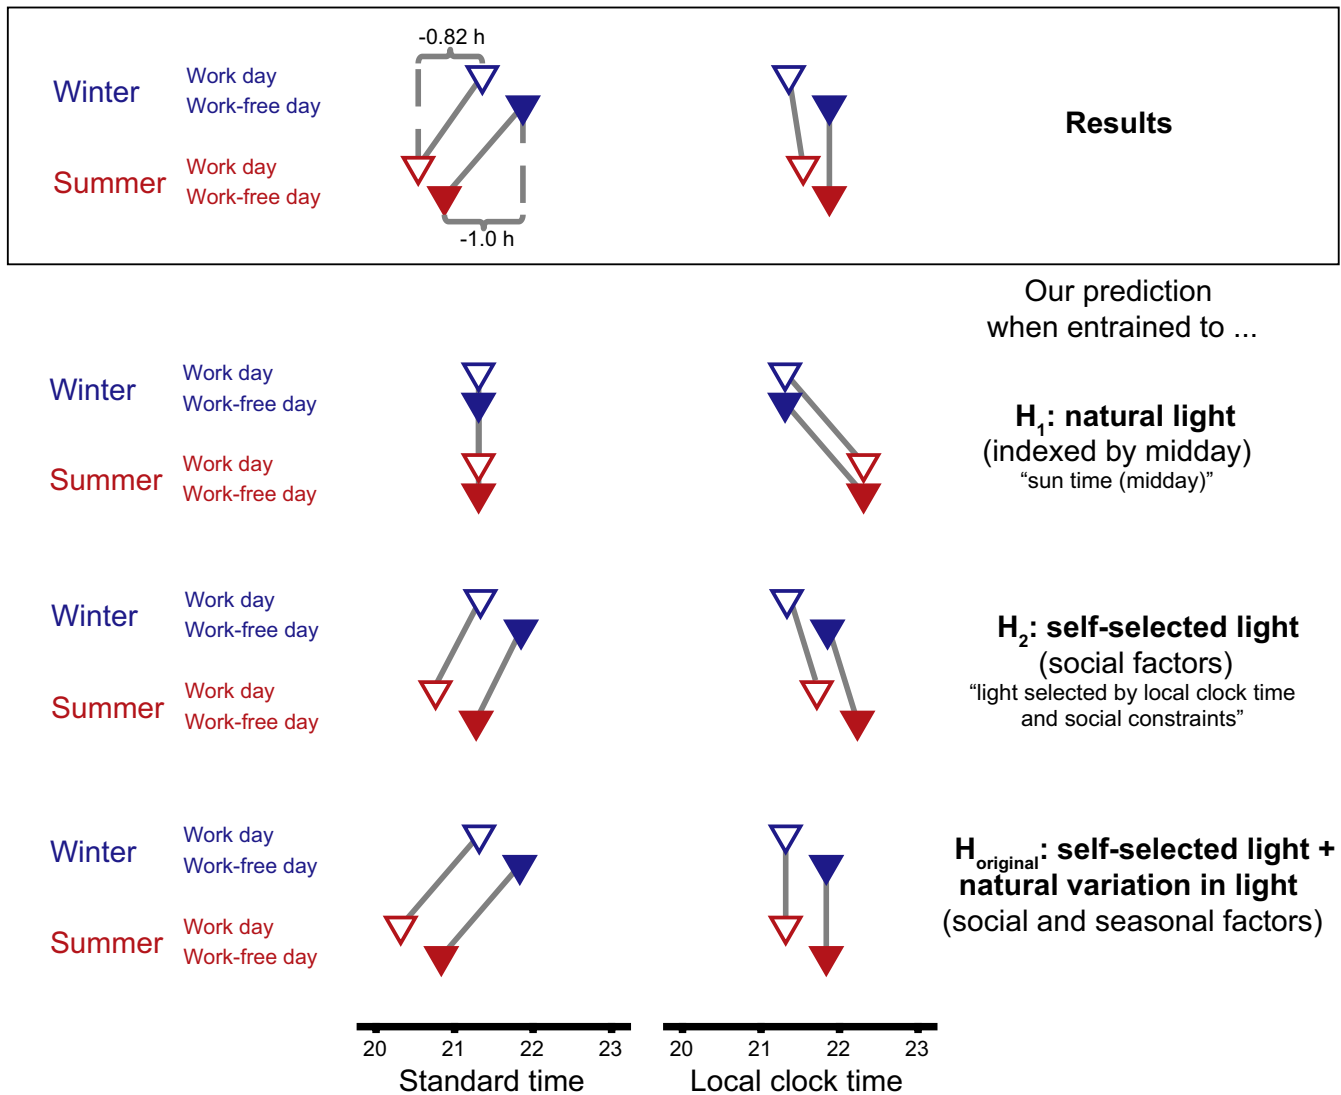 -0.82 h
Winter
Work day
Work-free day
Summer
Work day
Work-free day
-1.0 h
Results
Our prediction
when entrained to ...
Winter
Work day
Work-free day
Summer
Work day
Work-free day
H1: natural light
(indexed by midday)
“sun time (midday)”
Winter
Work day
Work-free day
Summer
Work day
Work-free day
H2: self-selected light
(social factors)
“light selected by local clock time
and social constraints”
Winter
Work day
Work-free day
Summer
Work day
Work-free day
Horiginal: self-selected light +
natural variation in light
(social and seasonal factors)
20 21 22 23
Standard time
20 21 22 23
Local clock time